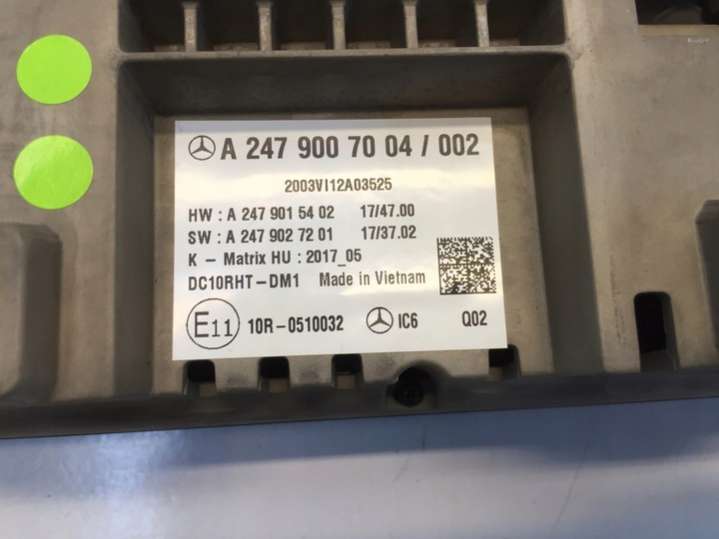 A 247 900 70 04 / 002
2003VI12A03525
HW : A 247 901 54 02 17/47.00
SW : A 247 902 72 01 17/37.02
K - Matrix HU : 2017_05
DC10RHT-DM1 Made in Vietnam
E11 10R-0510032 IC6 Q02